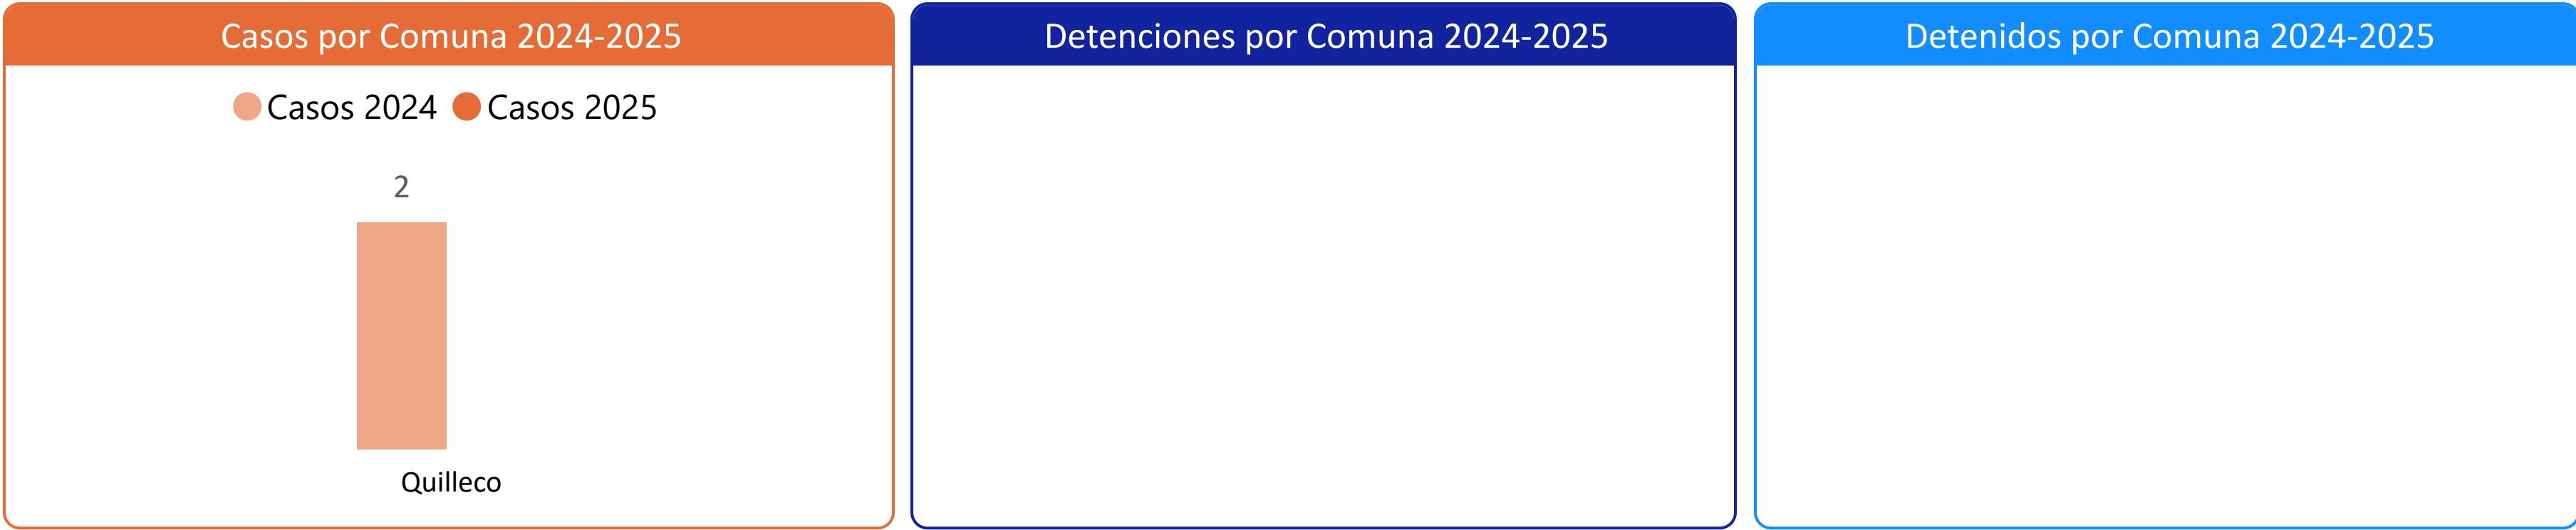 Casos por Comuna 2024-2025
Casos 2024 Casos 2025
2
Quilleco
Detenciones por Comuna 2024-2025
Detenidos por Comuna 2024-2025